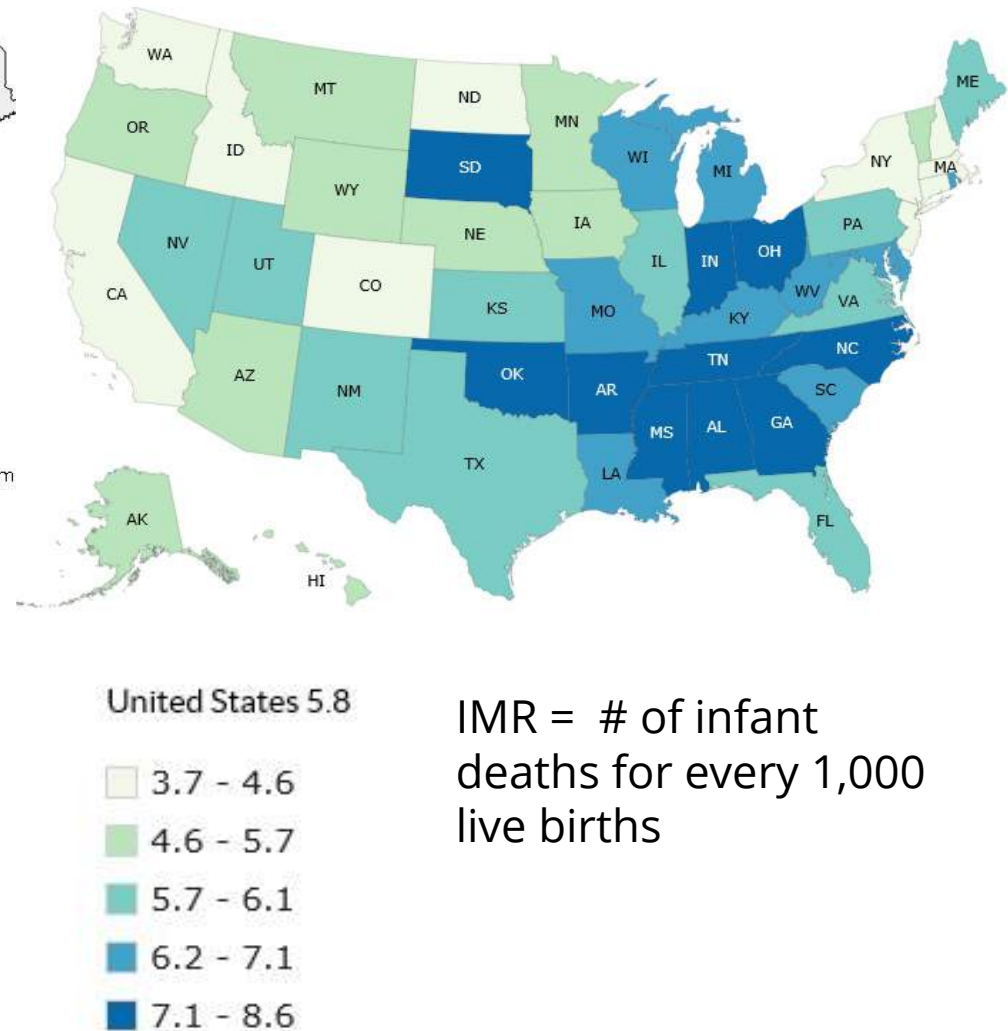 WA
MT
ND
MN
ME
OR
ID
SD
WI
MI
NY
MA
WY
IA
NE
PA
NV
UT
IL
IN
OH
CO
WV
VA
CA
KS
MO
KY
AZ
NM
OK
AR
TN
NC
SC
MS
AL
GA
TX
LA
m
AK
FL
HI
United States 5.8
3.7 - 4.6
4.6 - 5.7
5.7 - 6.1
6.2 - 7.1
7.1 - 8.6
IMR = # of infant
deaths for every 1,000
live births